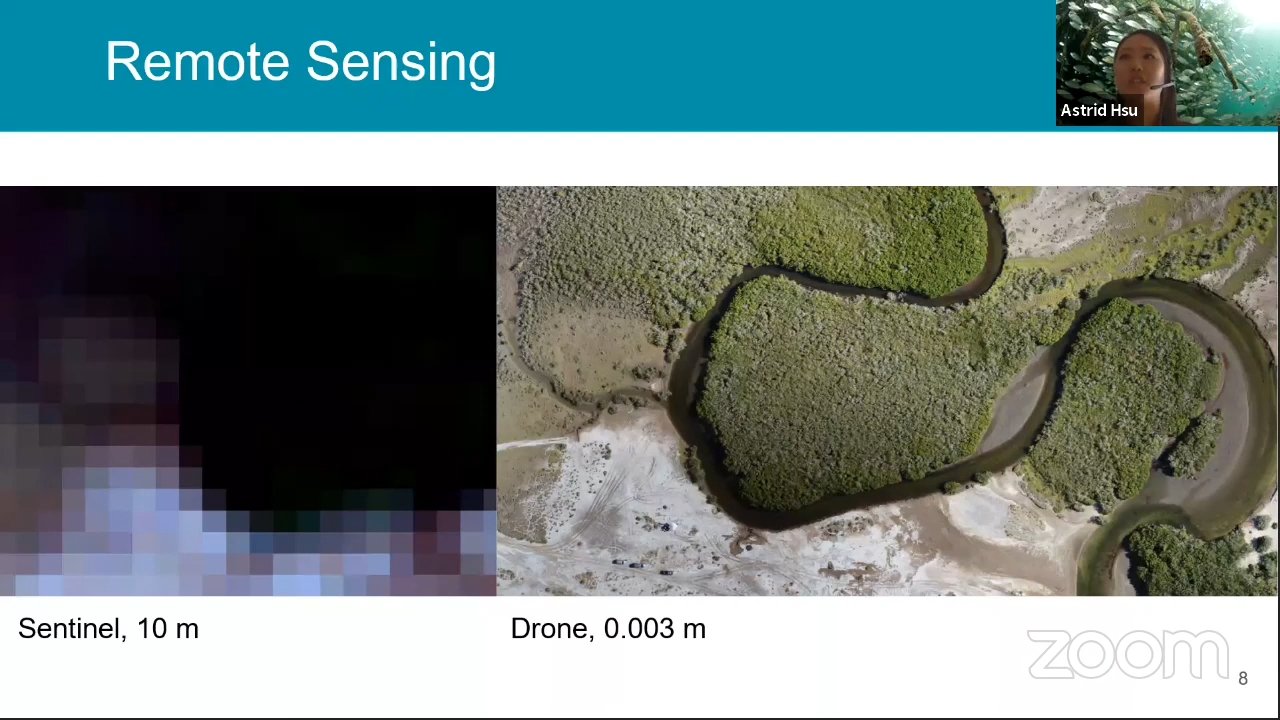 Remote Sensing
Astrid Hsu
Sentinel, 10 m
Drone, 0.003 m
zoom
8